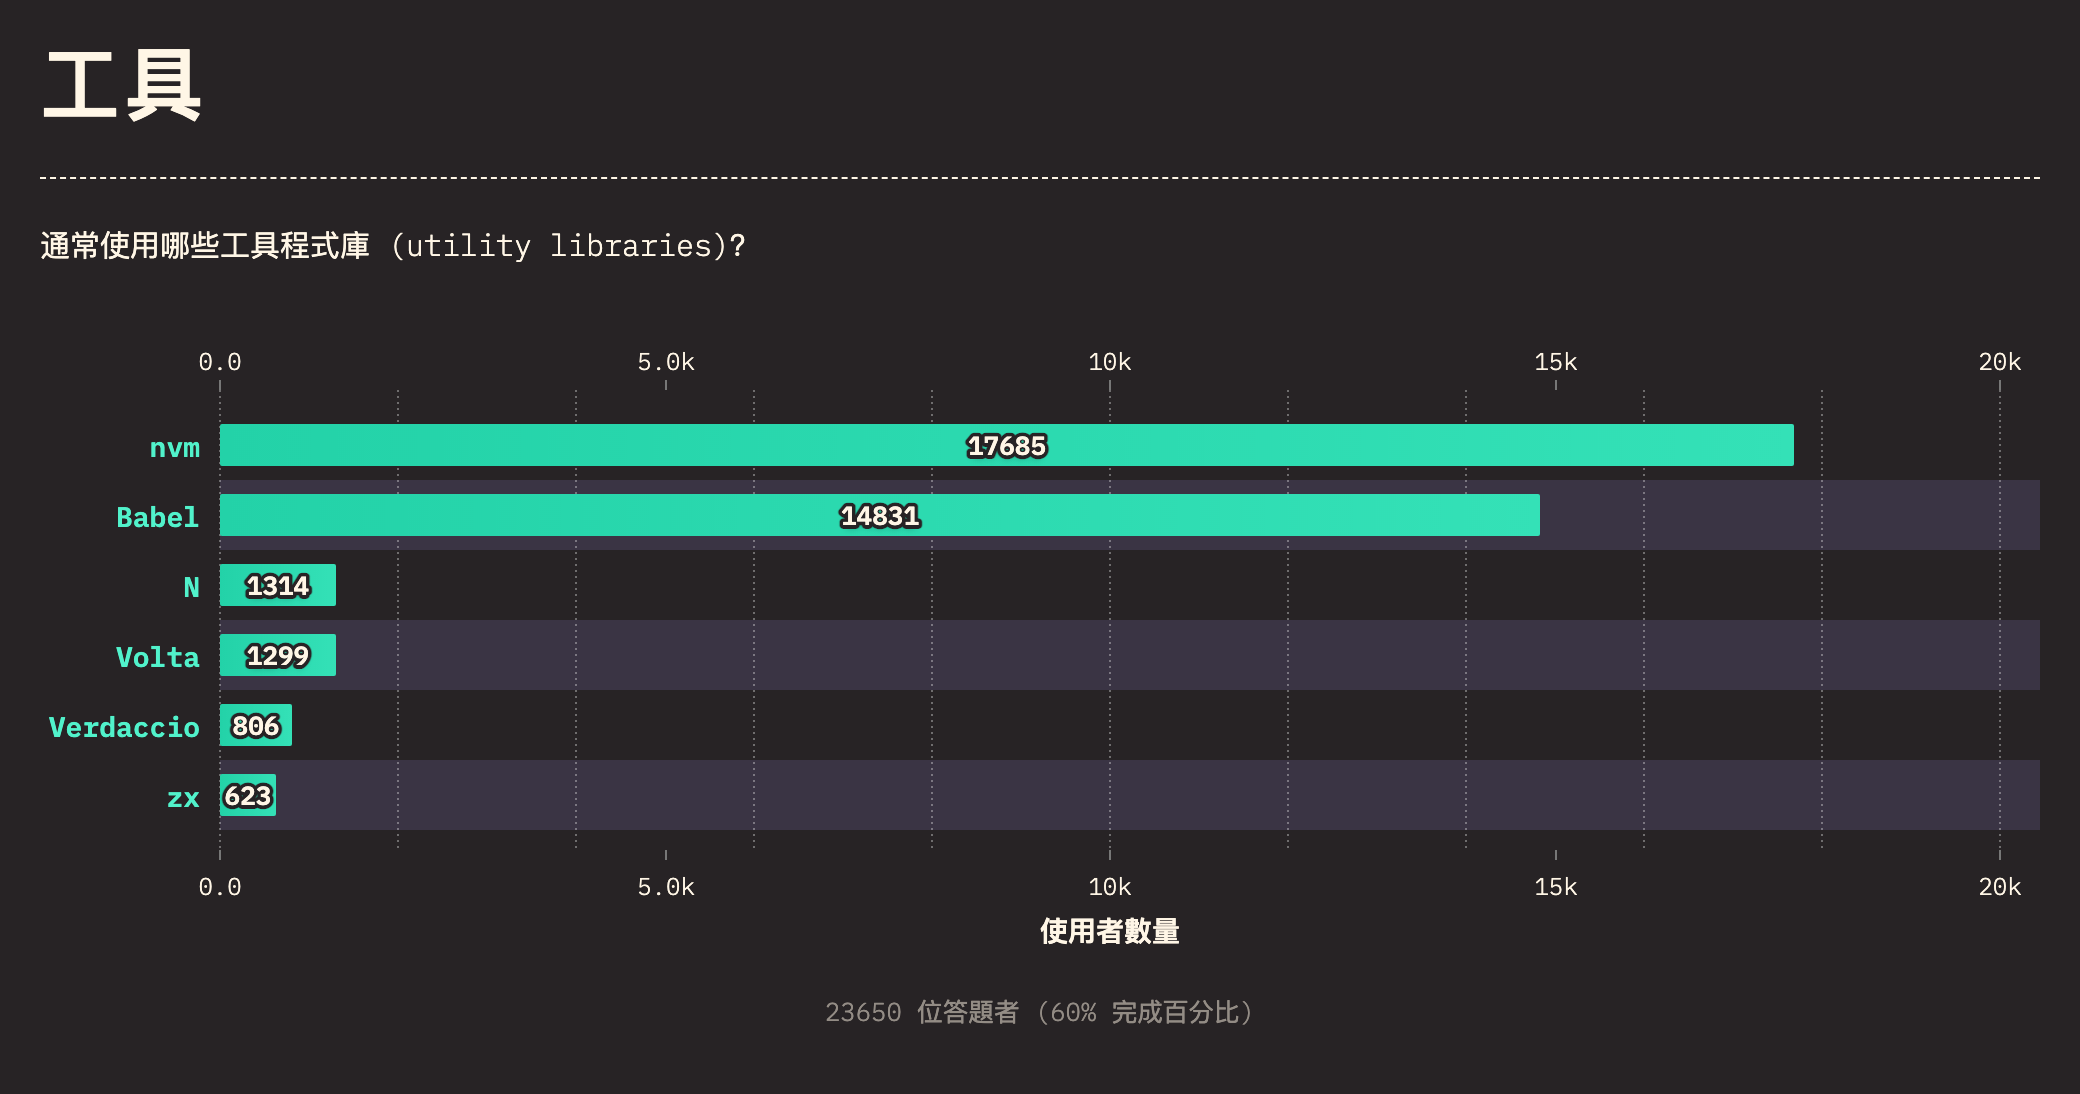 工具
通常使用哪些工具程式庫 (utility libraries)?
0.0 5.0k 10k 15k 20k
nvm 17685
Babel 14831
N 1314
Volta 1299
Verdaccio 806
zx 623
0.0 5.0k 10k 15k 20k
使用者數量
23650 位答題者 (60% 完成百分比)